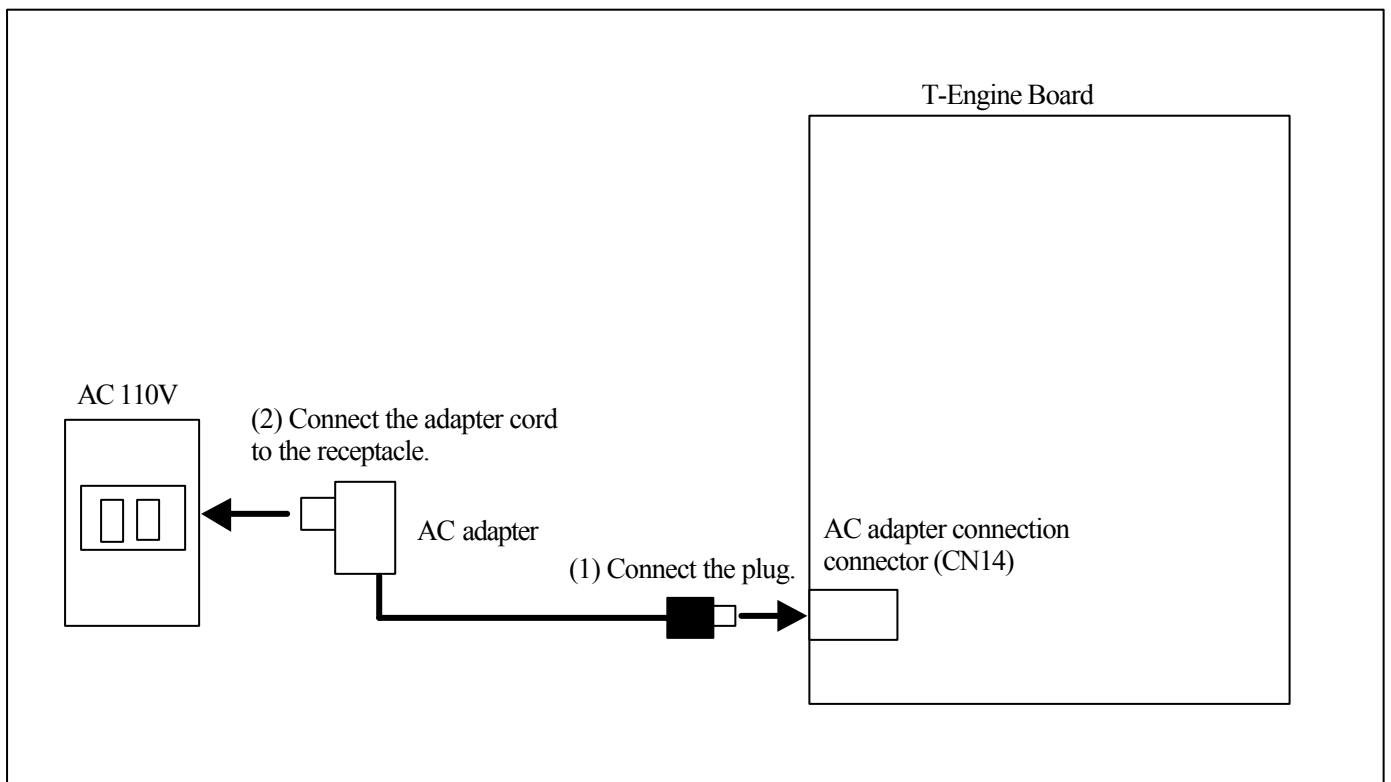 T-Engine Board
AC 110V
(2) Connect the adapter cord
to the receptacle.
AC adapter
(1) Connect the plug.
AC adapter connection
connector (CN14)